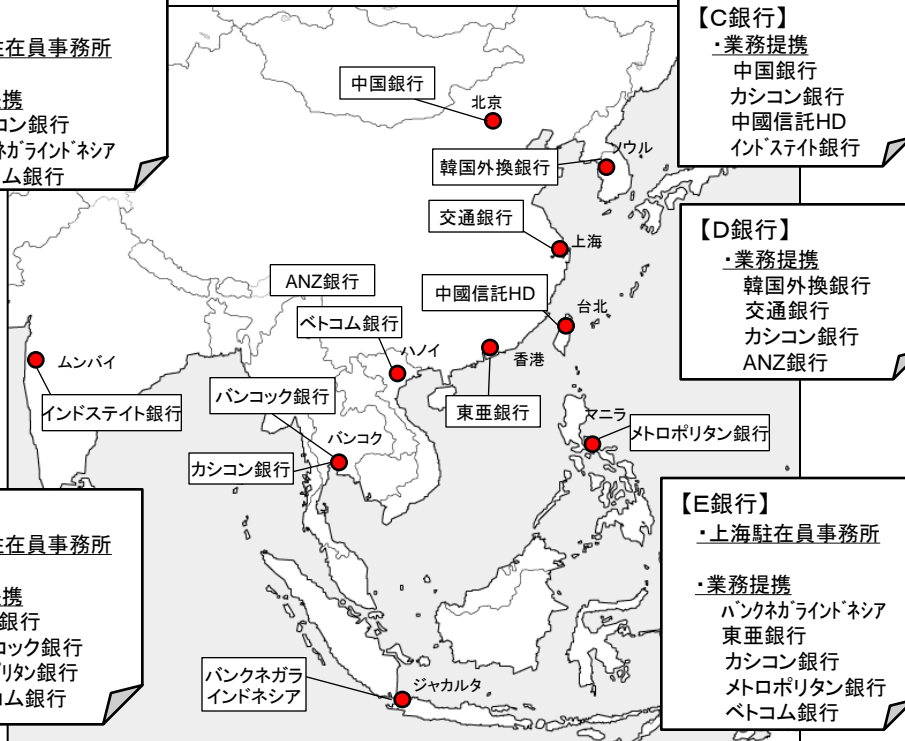 主在員事務所
携
コン銀行
ﾈｶﾞﾗｲﾝﾄﾞﾈｼｱ
ム銀行
【C銀行】
・業務提携
中国銀行
カシコン銀行
中國信託HD
ｲﾝﾄﾞｽﾃｲﾄ銀行
中国銀行
北京
韓国外換銀行
ソウル
交通銀行
上海
【D銀行】
・業務提携
韓国外換銀行
交通銀行
カシコン銀行
ANZ銀行
ANZ銀行
中國信託HD
台北
ベトコム銀行
ハノイ
香港
ムンバイ
インドステイト銀行
バンコック銀行
東亜銀行
バンコク
カシコン銀行
マニラ
メトロポリタン銀行
主在員事務所
携
銀行
コック銀行
ﾘﾀﾝ銀行
ム銀行
【E銀行】
・上海駐在員事務所
・業務提携
ﾊﾞﾝｸﾈｶﾞﾗｲﾝﾄﾞﾈｼｱ
東亜銀行
カシコン銀行
メトロポリタン銀行
ベトコム銀行
バンクネガラ
インドネシア
ジャカルタ